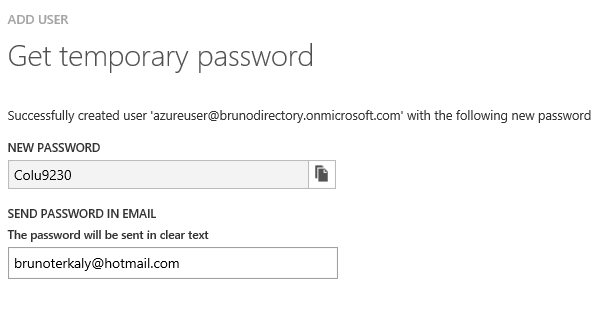 ADD USER
Get temporary password
Successfully created user 'azureuser@brunodirectory.onmicrosoft.com' with the following new password
NEW PASSWORD
Colu9230
SEND PASSWORD IN EMAIL
The password will be sent in clear text
brunoterkaly@hotmail.com